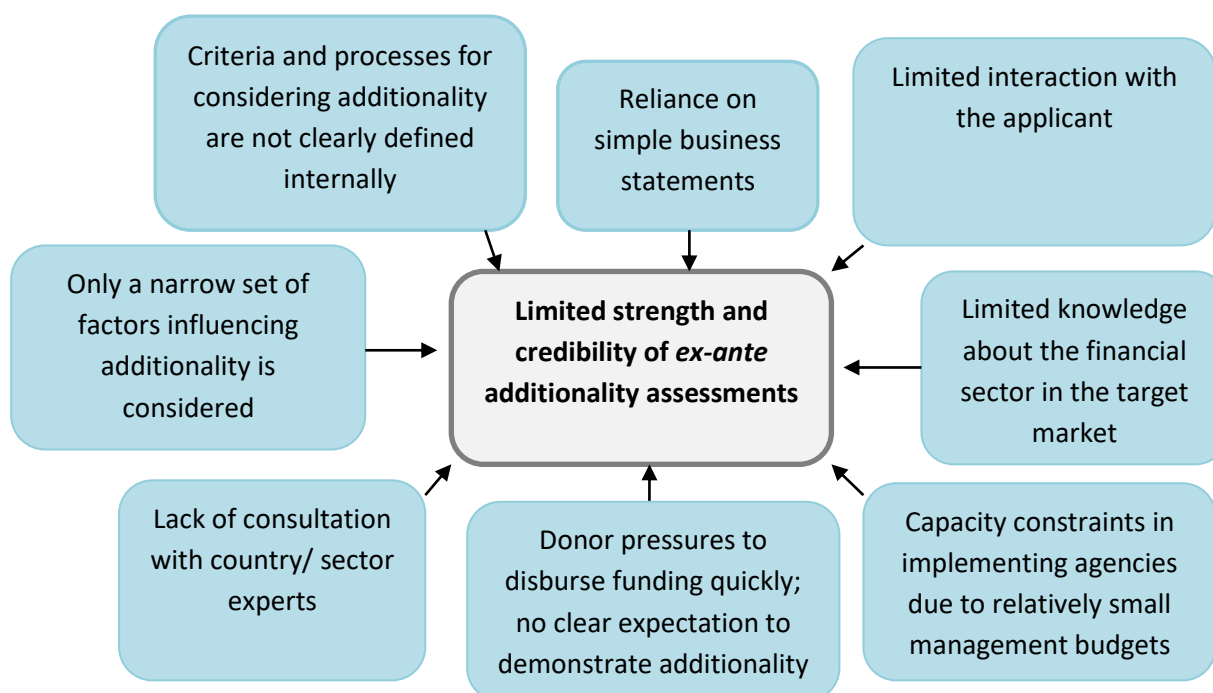 Criteria and processes for
considering additionality
are not clearly defined
internally
Reliance on
simple business
statements
Limited interaction with
the applicant
Only a narrow set of
factors influencing
additionality is
considered
Limited strength and
credibility of ex-ante
additionality assessments
Limited knowledge
about the financial
sector in the target
market
Lack of consultation
with country/ sector
experts
Donor pressures to
disburse funding quickly;
no clear expectation to
demonstrate additionality
Capacity constraints in
implementing agencies
due to relatively small
management budgets